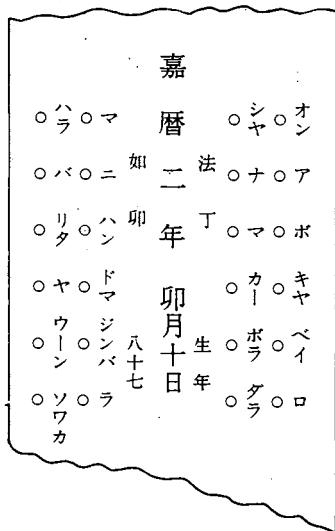 オン ア ボ キヤ ベイ ロ
○ ○ ○ ○ ○ ○
シヤ ナ マ カー ボラ ダラ
○ ○ ○ ○ ○ ○
法丁 生年
嘉暦二年 卯月十日
如卯 八十七
マ ニ ハン ドマ ジンバ ラ
○ ○ ○ ○ ○ ○
ハラ バ リタ ヤ ウーン ソワカ
○ ○ ○ ○ ○ ○